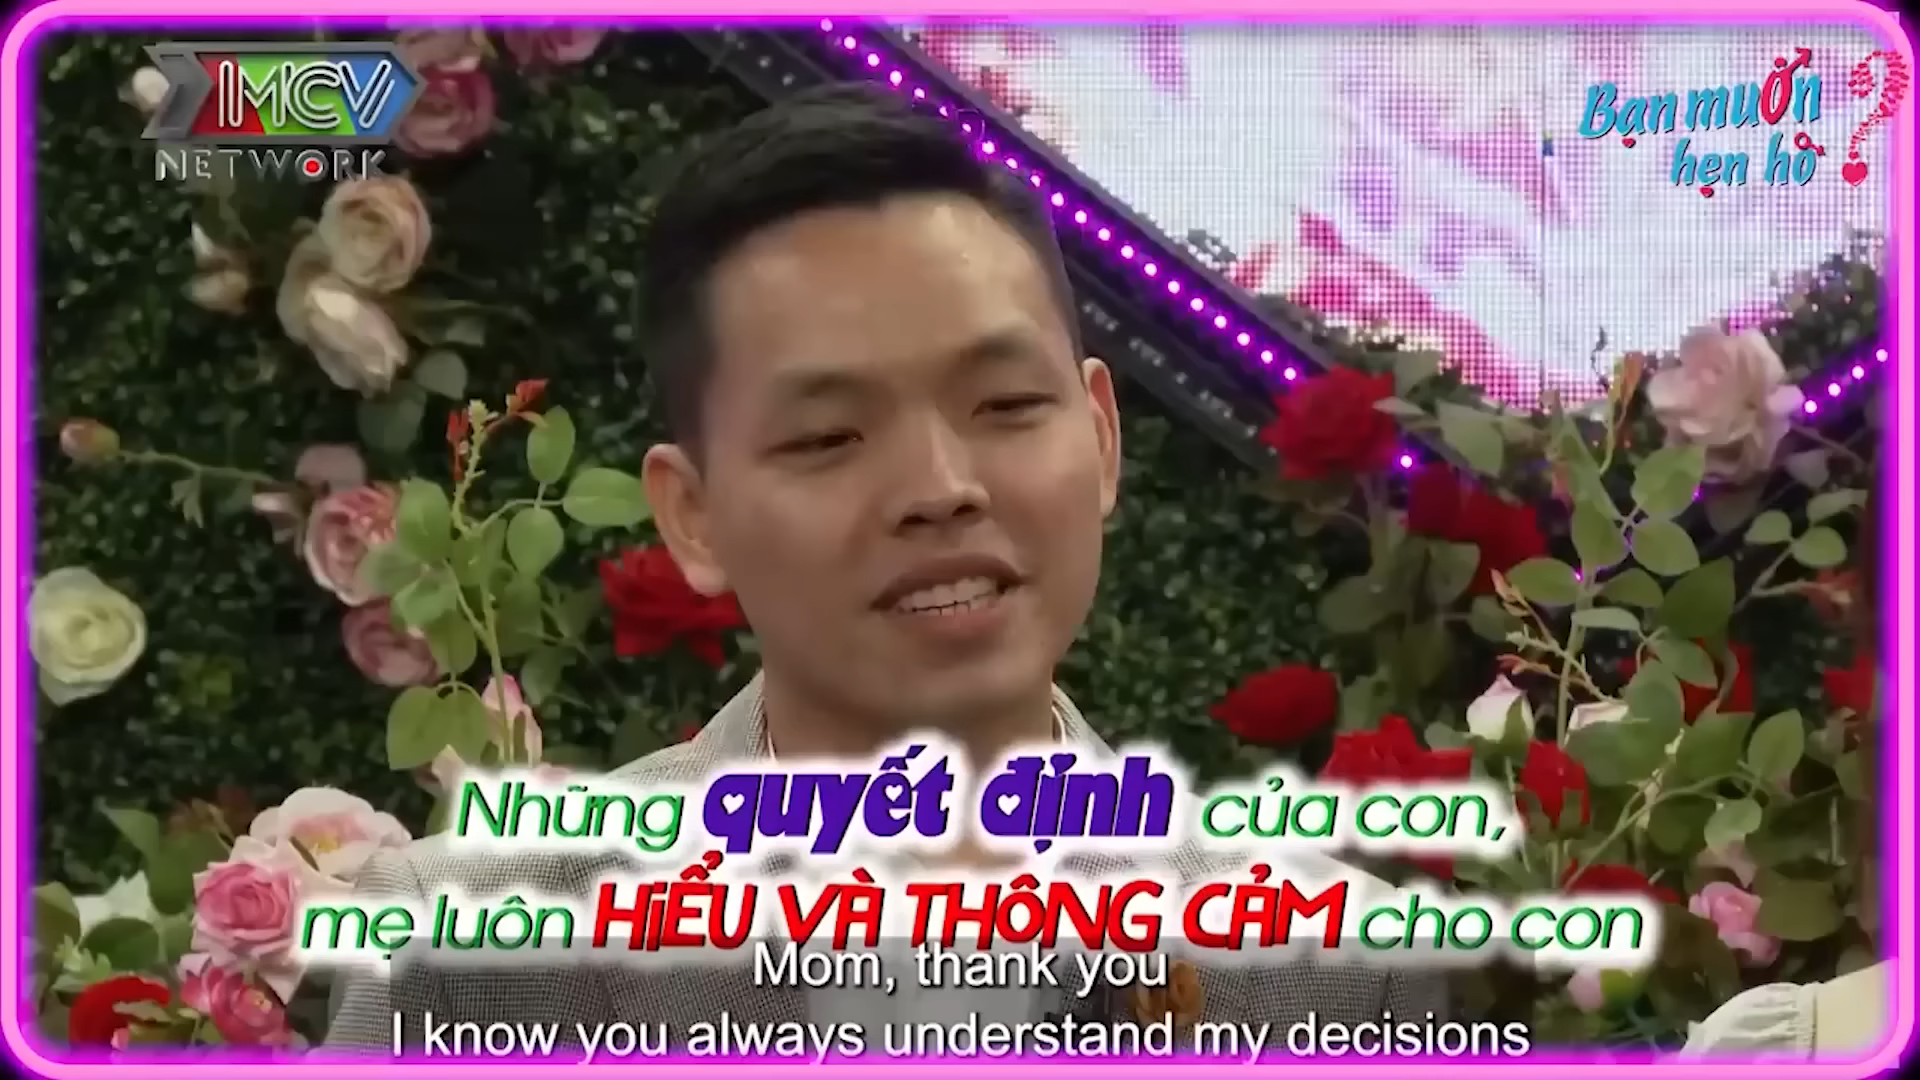 MCV
NETWORK
Bạn muốn
hẹn hò ?
Những quyết định của con,
mẹ luôn HiỂU VÀ THÔNG CẢM cho con
Mom, thank you
I know you always understand my decisions